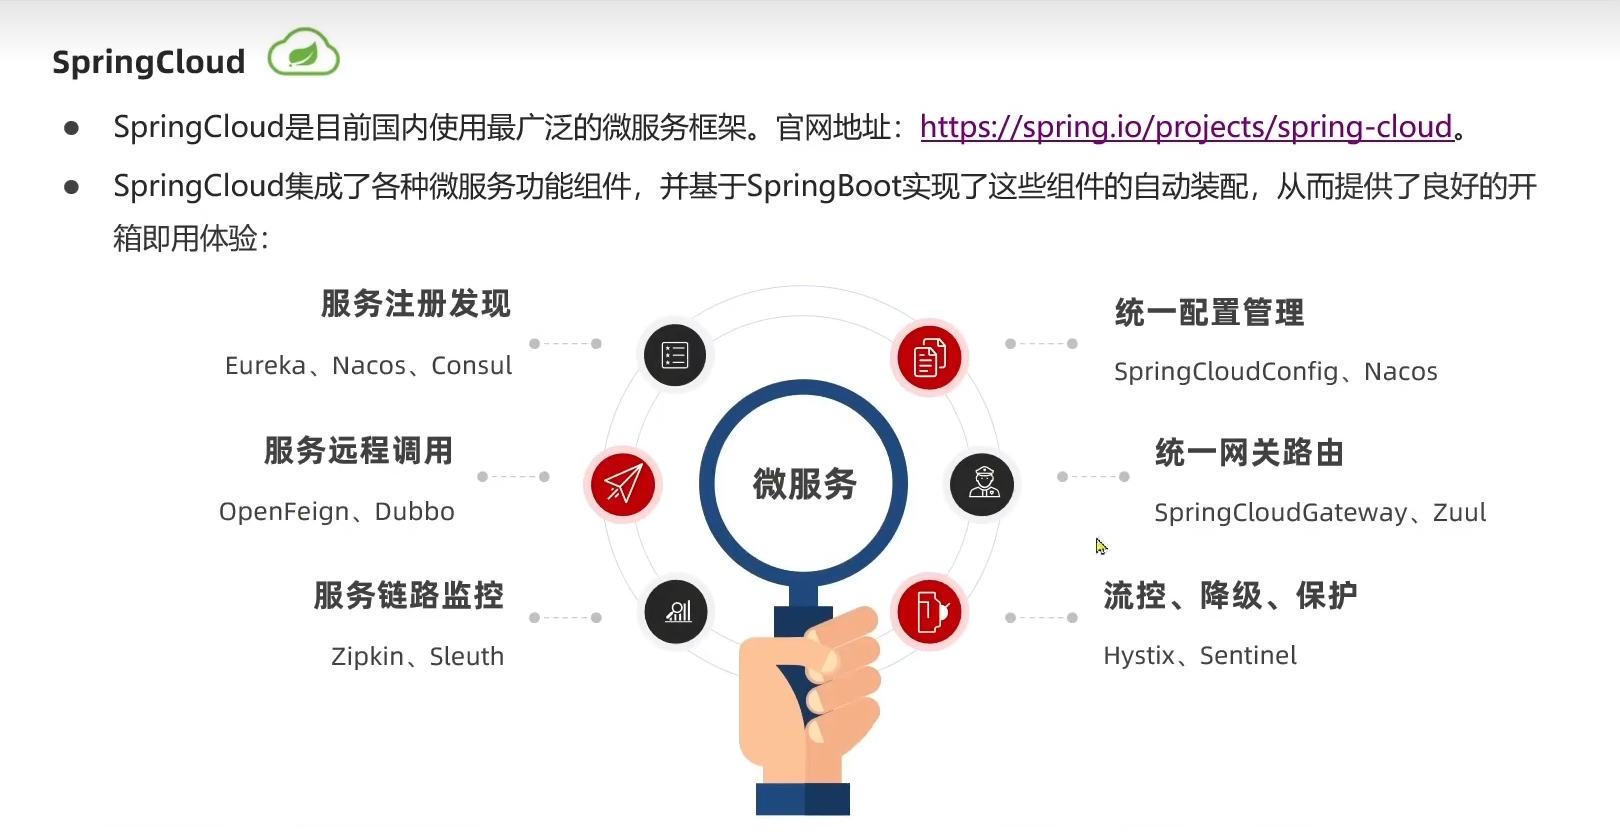 SpringCloud
SpringCloud是目前国内使用最广泛的微服务框架。官网地址：https://spring.io/projects/spring-cloud。
SpringCloud集成了各种微服务功能组件，并基于SpringBoot实现了这些组件的自动装配，从而提供了良好的开
箱即用体验：
服务注册发现
Eureka、Nacos、Consul
统一配置管理
SpringCloudConfig、Nacos
服务远程调用
OpenFeign、Dubbo
微服务
统一网关路由
SpringCloudGateway、Zuul
服务链路监控
Zipkin、Sleuth
流控、降级、保护
Hystix、Sentinel